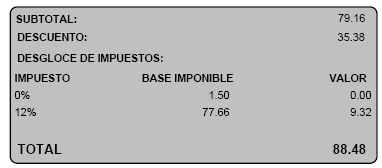 SUBTOTAL: 79.16
DESCUENTO: 35.38
DESGLOCE DE IMPUESTOS:
IMPUESTO BASE IMPONIBLE VALOR
0% 1.50 0.00
12% 77.66 9.32
TOTAL 88.48